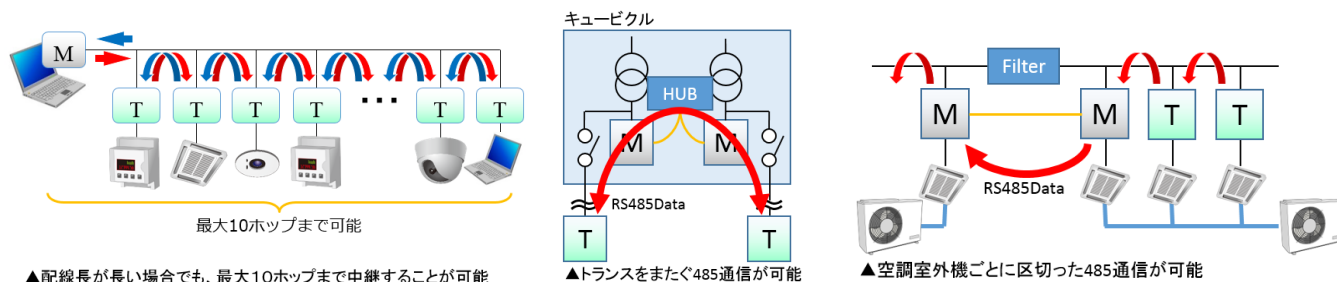 M
T
T
T
T
•••
T
T
最大10ホップまで可能
▲配線長が長い場合でも、最大10ホップまで中継することが可能
キュービクル
HUB
M
M
RS485Data
T
T
▲トランスをまたぐ485通信が可能
Filter
M
M
T
T
RS485Data
▲空調室外機ごとに区切った485通信が可能